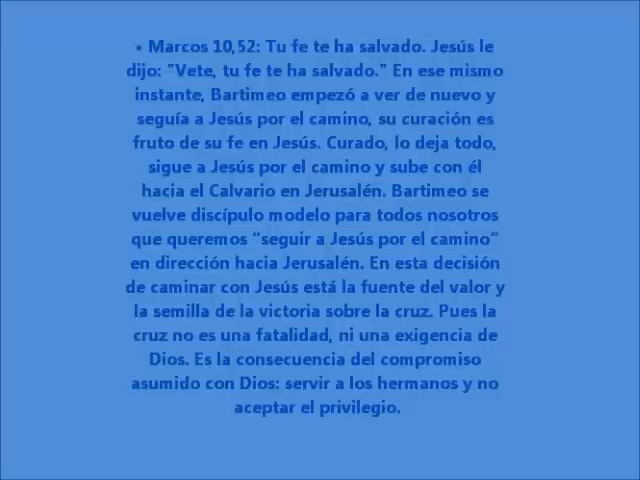 • Marcos 10,52: Tu fe te ha salvado. Jesús le
dijo: "Vete, tu fe te ha salvado." En ese mismo
instante, Bartimeo empezó a ver de nuevo y
seguía a Jesús por el camino, su curación es
fruto de su fe en Jesús. Curado, lo deja todo,
sigue a Jesús por el camino y sube con él
hacia el Calvario en Jerusalén. Bartimeo se
vuelve discípulo modelo para todos nosotros
que queremos “seguir a Jesús por el camino”
en dirección hacia Jerusalén. En esta decisión
de caminar con Jesús está la fuente del valor y
la semilla de la victoria sobre la cruz. Pues la
cruz no es una fatalidad, ni una exigencia de
Dios. Es la consecuencia del compromiso
asumido con Dios: servir a los hermanos y no
aceptar el privilegio.